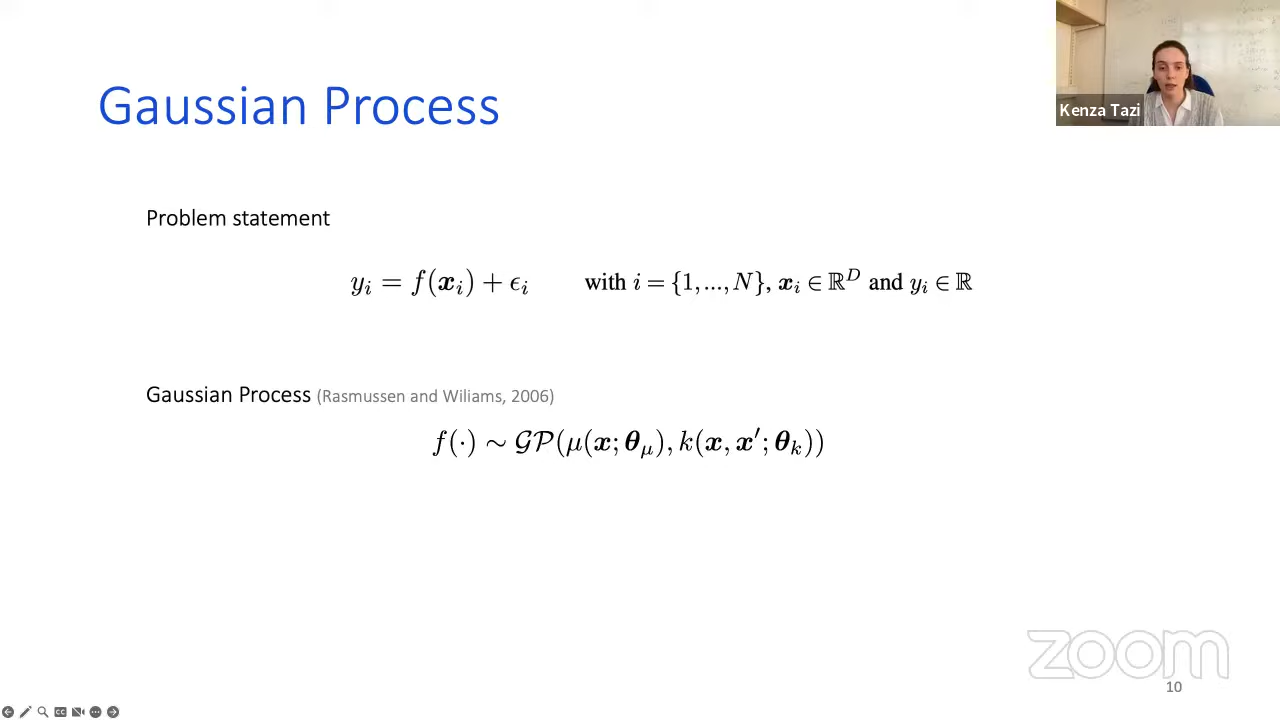 Gaussian Process
Kenza Tazi
Problem statement
yᵢ = f(𝒙ᵢ) + ϵᵢ with i = {1, ..., N}, 𝒙ᵢ ∈ ℝᴰ and yᵢ ∈ ℝ
Gaussian Process (Rasmussen and Wiliams, 2006)
f(·) ∼ 𝒢𝒫(μ(𝒙; 𝜽_μ), k(𝒙, 𝒙′; 𝜽ₖ))
zoom
10